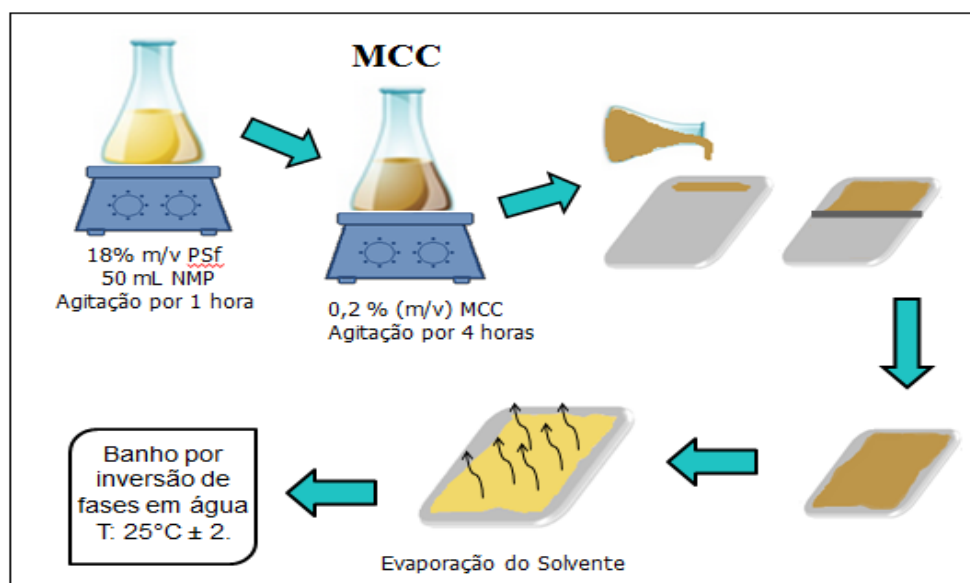 MCC
18% m/v PSf
50 mL NMP
Agitação por 1 hora
0,2 % (m/v) MCC
Agitação por 4 horas
Evaporação do Solvente
Banho por
inversão de
fases em água
T: 25°C ± 2.